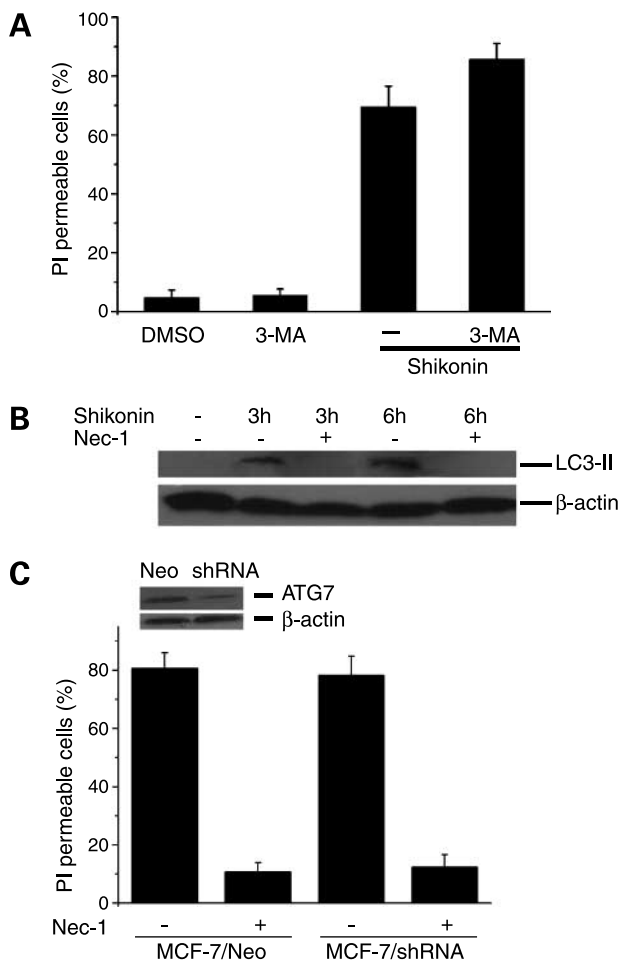 A
PI permeable cells (%)
100
80
60
40
20
0
DMSO 3-MA – 3-MA
Shikonin
B
Shikonin - 3h 3h 6h 6h
Nec-1 - - + - +
LC3-II
β-actin
C
Neo shRNA
ATG7
β-actin
PI permeable cells (%)
80
60
40
20
0
Nec-1 - + - +
MCF-7/Neo MCF-7/shRNA